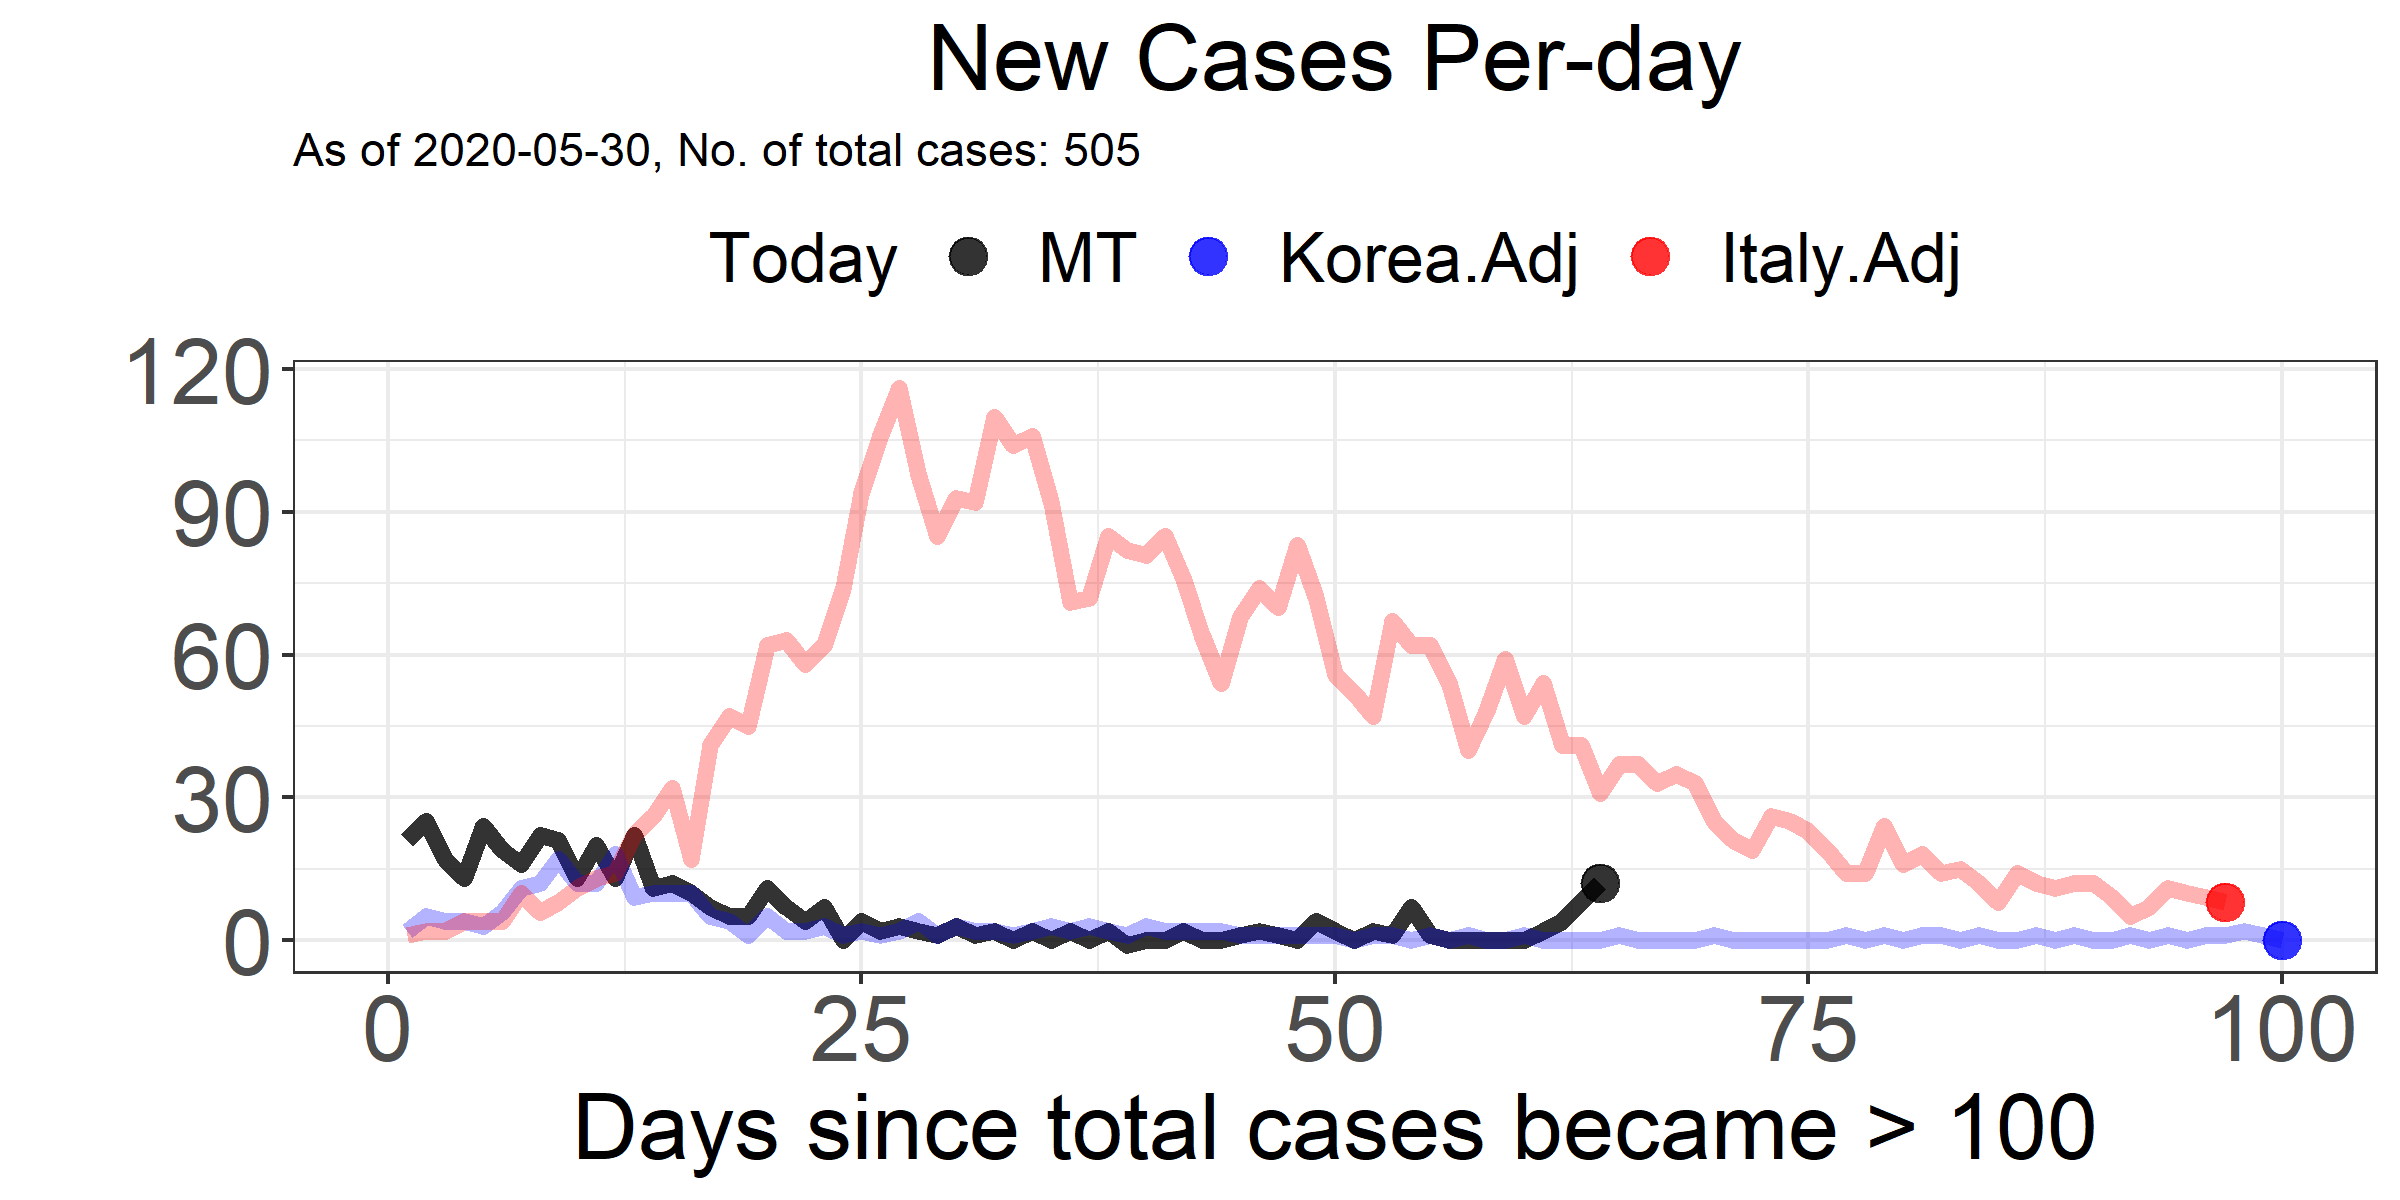 New Cases Per-day
As of 2020-05-30, No. of total cases: 505
Today MT Korea.Adj Italy.Adj
120
90
60
30
0
0 25 50 75 100
Days since total cases became > 100